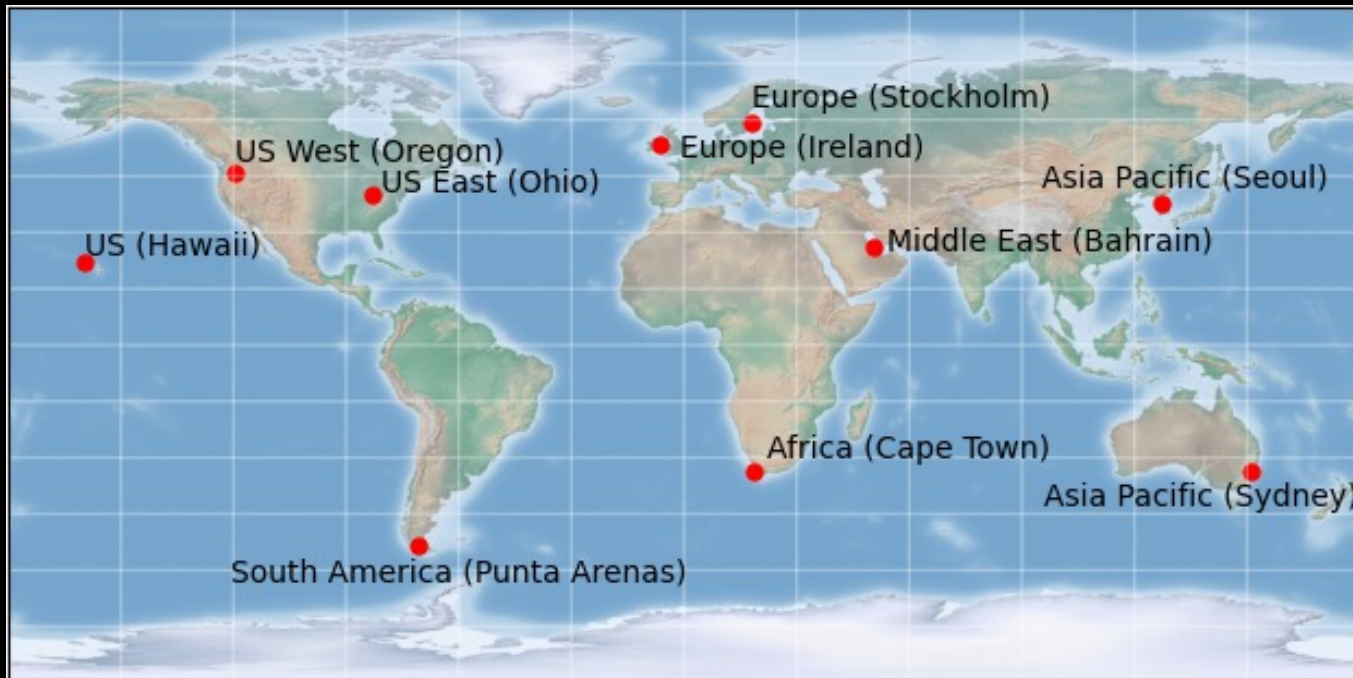 Europe (Stockholm)
US West (Oregon)
Europe (Ireland)
US East (Ohio)
Asia Pacific (Seoul)
US (Hawaii)
Middle East (Bahrain)
Africa (Cape Town)
Asia Pacific (Sydney)
South America (Punta Arenas)